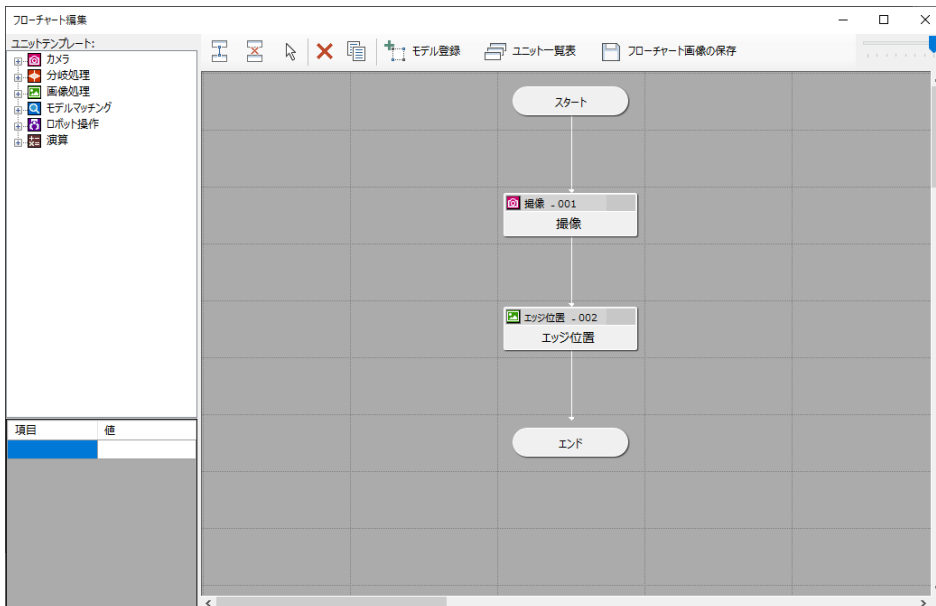 フローチャート編集
ユニットテンプレート:
カメラ
分岐処理
画像処理
モデルマッチング
ロボット操作
演算
モデル登録
ユニット一覧表
フローチャート画像の保存
スタート
撮像 - 001
撮像
エッジ位置 - 002
エッジ位置
エンド
項目 値